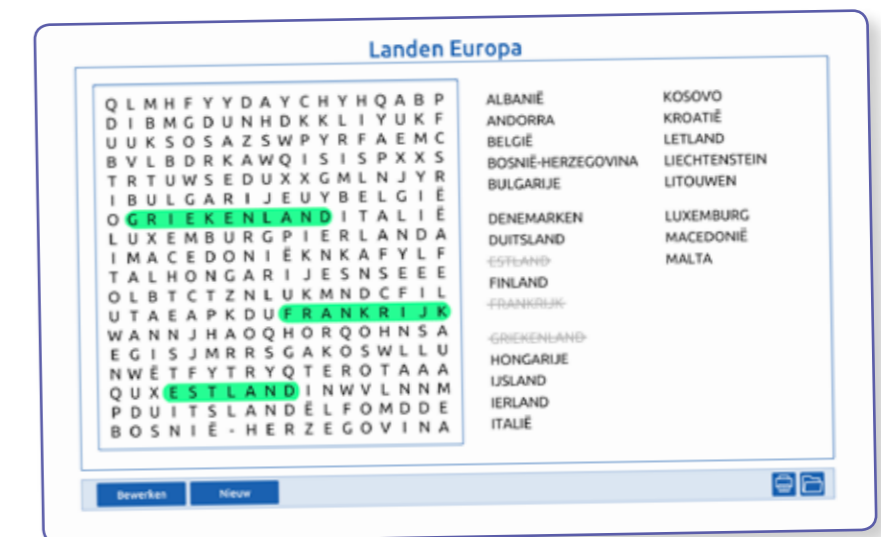 Landen Europa
Q L M H F Y Y D A Y C H Y H Q A B P
D I B M G D U N H D K K L I Y U K F
U U K S O S A Z S W P Y R F A E M C
B V L B D R K A W Q I S I S P X X S
T R T U W S E D U X X G M L N J Y R
I B U L G A R I J E U Y B E L G I Ë
O G R I E K E N L A N D I T A L I Ë
L U X E M B U R G P I E R L A N D A
I M A C E D O N I Ë K N K A F Y L F
T A L H O N G A R I J E S N S E E E
O L B T C T Z N L U K M N D C F I L
U T A E A P K D U F R A N K R I J K
W A N N J H A O Q H O R Q O H N S A
E G I S J M R R S G A K O S W L L U
N W Ë T F Y T R Y Q T E R O T A A A
Q U X E S T L A N D I N W V L N N M
P D U I T S L A N D Ë L F O M D D E
B O S N I Ë - H E R Z E G O V I N A
ALBANIË
ANDORRA
BELGIË
BOSNIË-HERZEGOVINA
BULGARIJE
DENEMARKEN
DUITSLAND
ESTLAND
FINLAND
FRANKRIJK
GRIEKENLAND
HONGARIJE
IJSLAND
IERLAND
ITALIË
KOSOVO
KROATIË
LETLAND
LIECHTENSTEIN
LITOUWEN
LUXEMBURG
MACEDONIË
MALTA
Bewerken
Nieuw